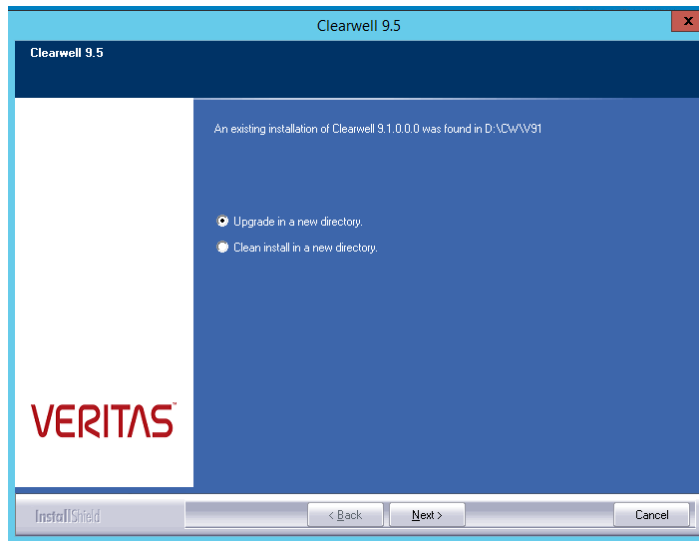 Clearwell 9.5
x
Clearwell 9.5
An existing installation of Clearwell 9.1.0.0.0 was found in D:\CW\V91
Upgrade in a new directory.
Clean install in a new directory.
VERITAS™
InstallShield
< Back
Next >
Cancel